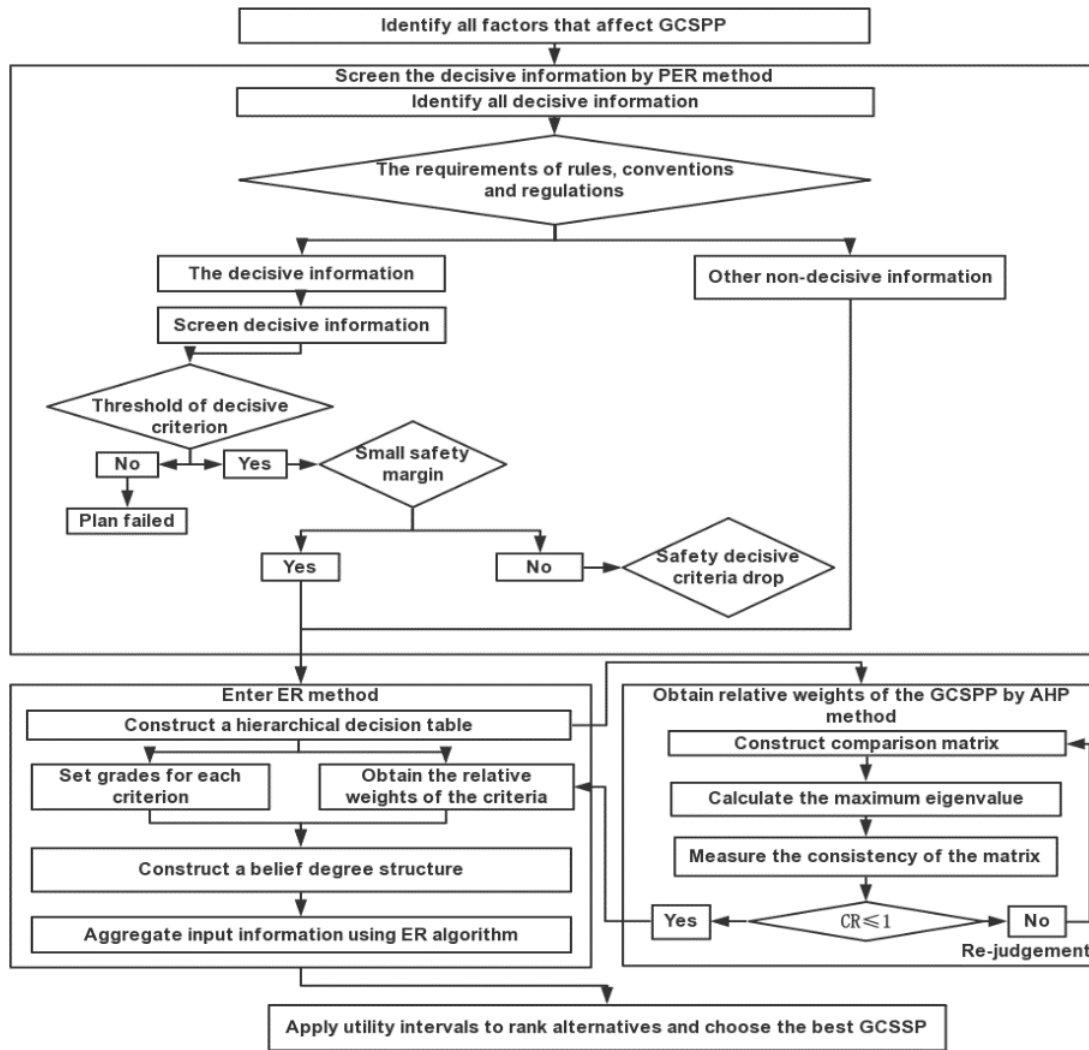 Identify all factors that affect GCSPP
Screen the decisive information by PER method
Identify all decisive information
The requirements of rules, conventions
and regulations
The decisive information
Other non-decisive information
Screen decisive information
Threshold of decisive
criterion
No
Yes
Small safety
margin
Plan failed
Yes
No
Safety decisive
criteria drop
Enter ER method
Construct a hierarchical decision table
Set grades for each
criterion
Obtain the relative
weights of the criteria
Construct a belief degree structure
Aggregate input information using ER algorithm
Obtain relative weights of the GCSPP by AHP
method
Construct comparison matrix
Calculate the maximum eigenvalue
Measure the consistency of the matrix
Yes
CR≤1
No
Re-judgement
Apply utility intervals to rank alternatives and choose the best GCSSP